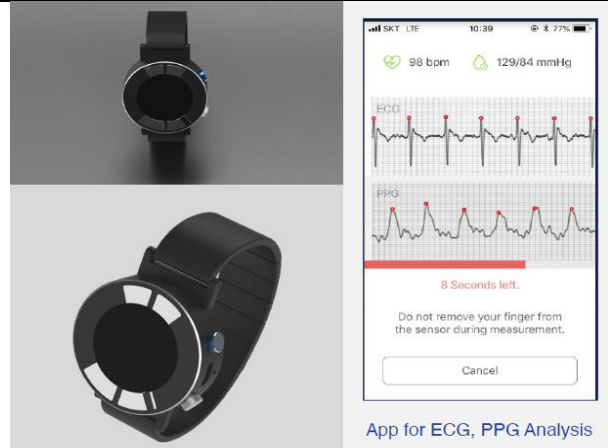 SKT LTE 10:39 77%
98 bpm 129/84 mmHg
ECG
PPG
8 Seconds left.
Do not remove your finger from
the sensor during measurement.
Cancel
App for ECG, PPG Analysis